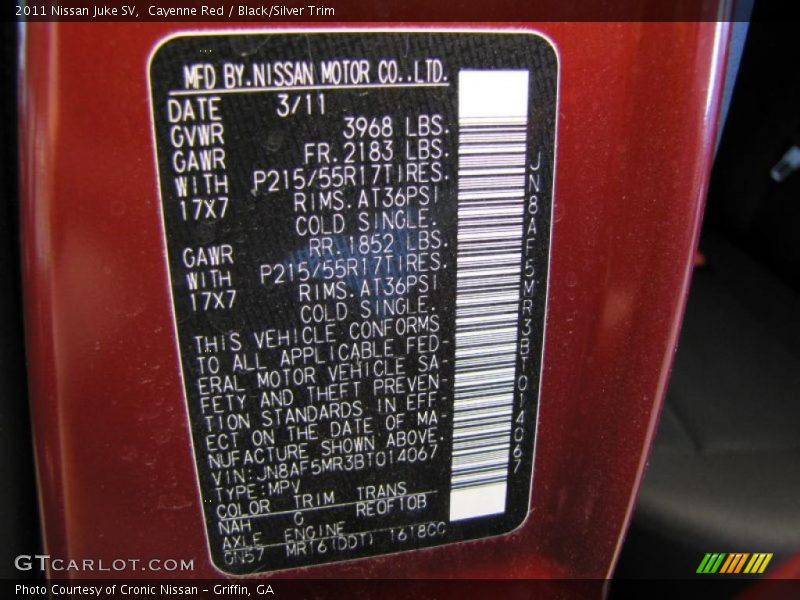 2011 Nissan Juke SV,  Cayenne Red / Black/Silver Trim
MFD BY.NISSAN MOTOR CO.,LTD.
DATE 3/11
GVWR 3968 LBS.
GAWR FR.2183 LBS.
WITH P215/55R17TIRES.
17X7 RIMS.AT36PSI
COLD SINGLE.
GAWR RR.1852 LBS.
WITH P215/55R17TIRES.
17X7 RIMS.AT36PSI
COLD SINGLE.
THIS VEHICLE CONFORMS
TO ALL APPLICABLE FED-
ERAL MOTOR VEHICLE SA-
FETY AND THEFT PREVEN-
TION STANDARDS IN EFF-
ECT ON THE DATE OF MA-
NUFACTURE SHOWN ABOVE.
VIN:JN8AF5MR3BT014067
TYPE:MPV
COLOR TRIM TRANS
NAH C RE0F10B
AXLE ENGINE
GN57 MR16(DDT) 1618CC
JN8AF5MR3BT014067
GTCARLOT.COM
Photo Courtesy of Cronic Nissan - Griffin, GA